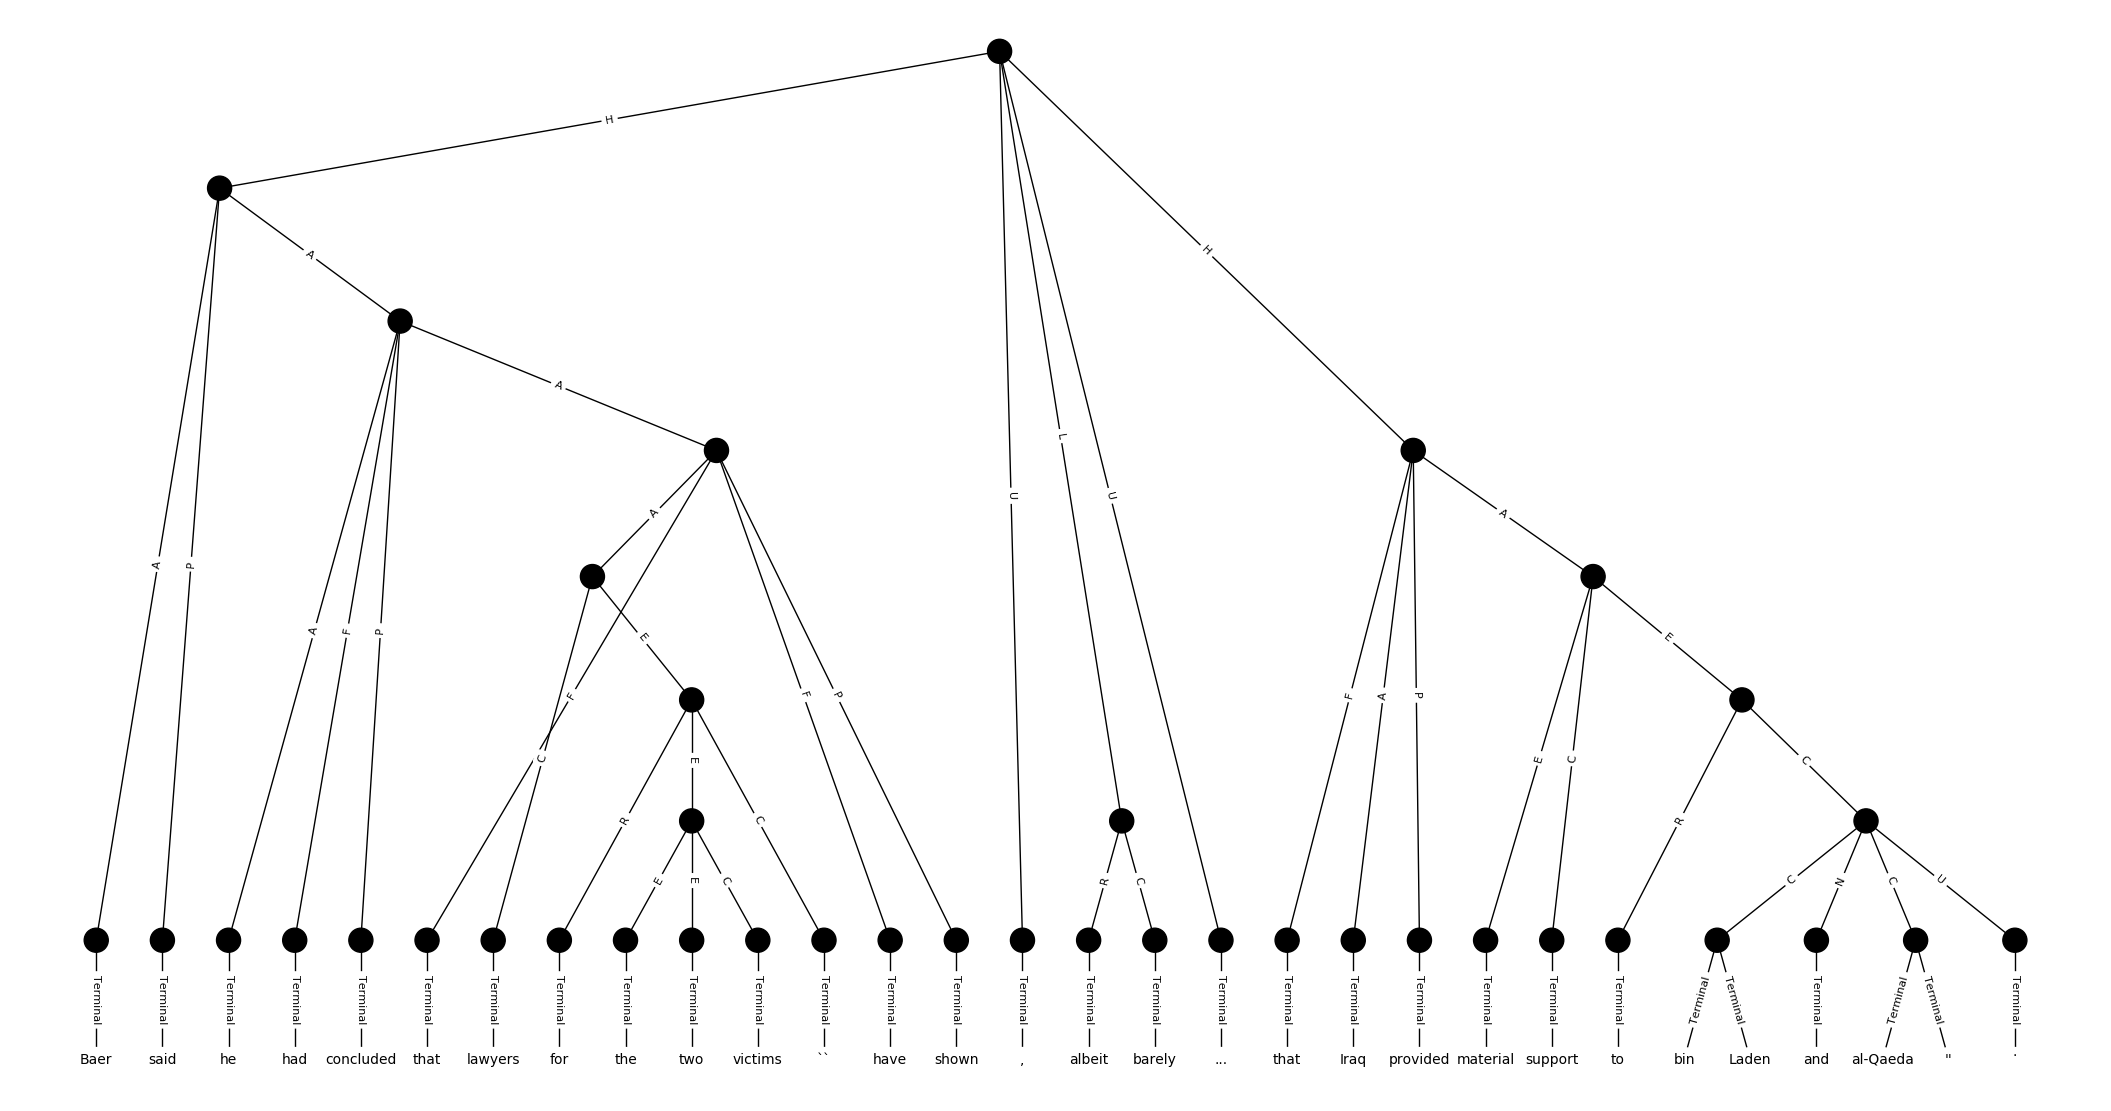 H
A
A
H
L
U
U
A
A
A
P
A
F
P
E
E
F
C
F
P
F
A
P
E
C
R
E
C
R
C
E
E
C
R
C
C
N
C
U
Terminal Terminal Terminal Terminal Terminal Terminal Terminal Terminal Terminal Terminal Terminal Terminal Terminal Terminal Terminal Terminal Terminal Terminal Terminal Terminal Terminal Terminal Terminal Terminal Terminal Terminal Terminal Terminal Terminal Terminal
Baer said he had concluded that lawyers for the two victims `` have shown , albeit barely ... that Iraq provided material support to bin Laden and al-Qaeda " .